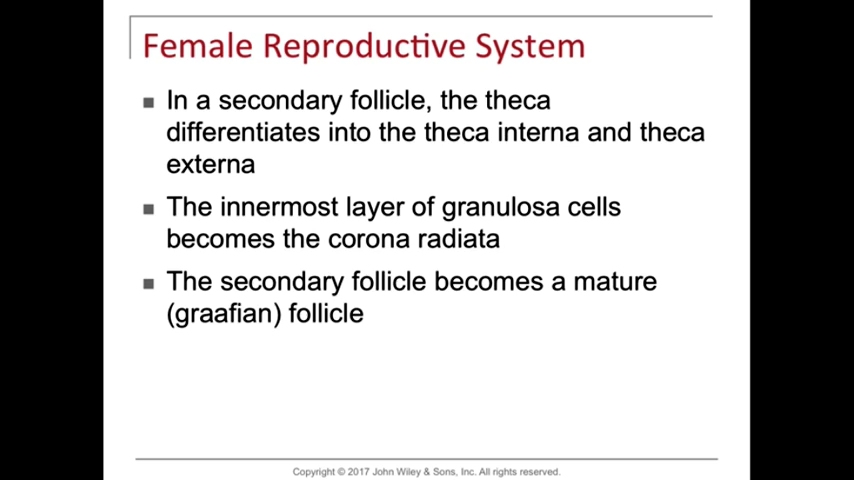 Female Reproductive System
■ In a secondary follicle, the theca
differentiates into the theca interna and theca
externa
■ The innermost layer of granulosa cells
becomes the corona radiata
■ The secondary follicle becomes a mature
(graafian) follicle
Copyright © 2017 John Wiley & Sons, Inc. All rights reserved.